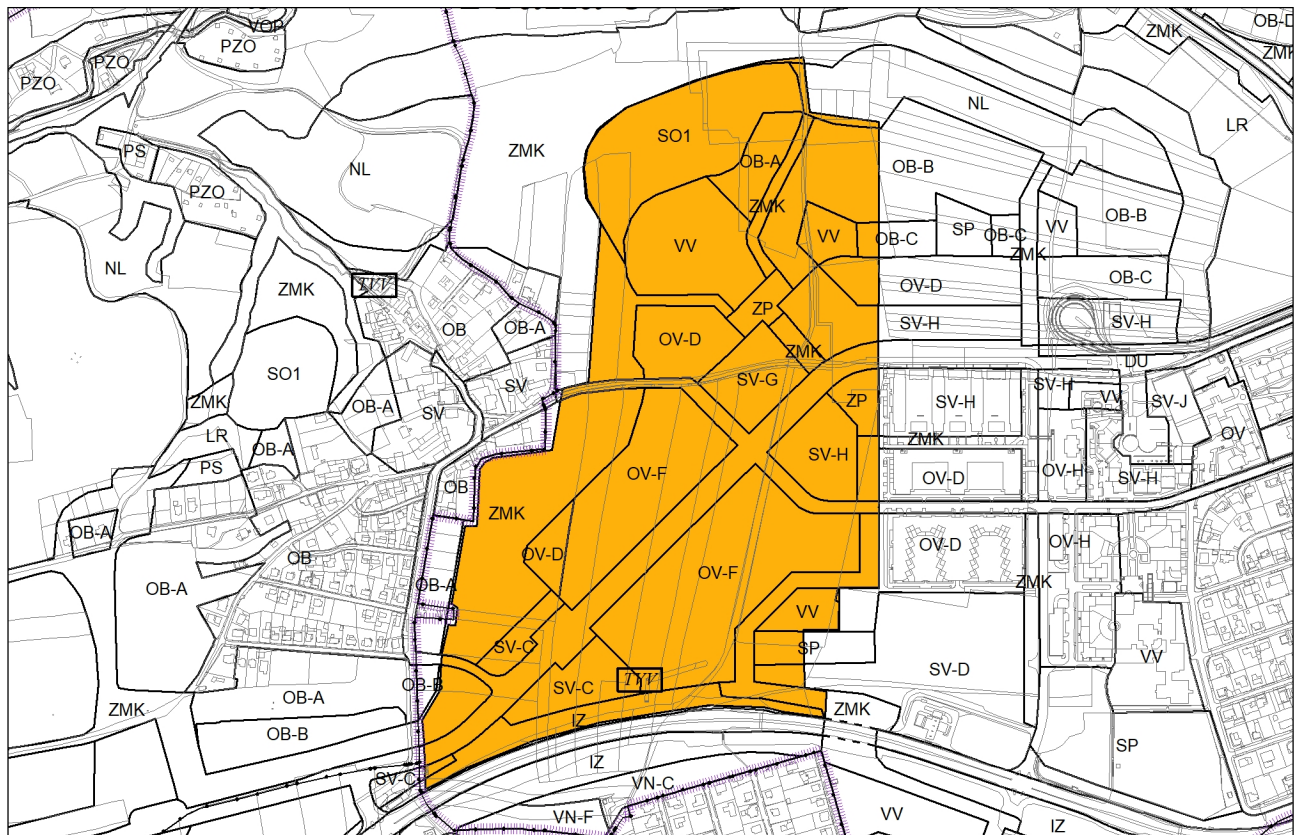 VOP
OB-D
PZO
ZMK
PZO
PZO
ZMK
NL
LR
SO1
PS
ZMK
OB-A
OB-B
NL
PZO
ZMK
OB-B
VV
VV
OB-C
SP
OB-C
VV
NL
ZMK
ZMK
TVV
OV-D
OB-C
ZP
OB
OB-A
OV-D
SV-H
SV-H
ZMK
DU
SO1
SV-G
SV
SV-H
ZMK
OB-A
SV
ZP
SV-H
VV
SV-J
LR
OB-A
OV
ZMK
PS
SV-H
OV-F
OV-D
OV-H
SV-H
OB
ZMK
OB-A
OB
OV-D
OV-D
OV-H
OV-F
ZMK
OB-A
OB-A
VV
SV-C
SP
VV
SV-D
OB-B
TVV
SV-C
OB-A
ZMK
ZMK
OB-B
IZ
SP
IZ
SV-C
VN-C
VN-F
VV
IZ